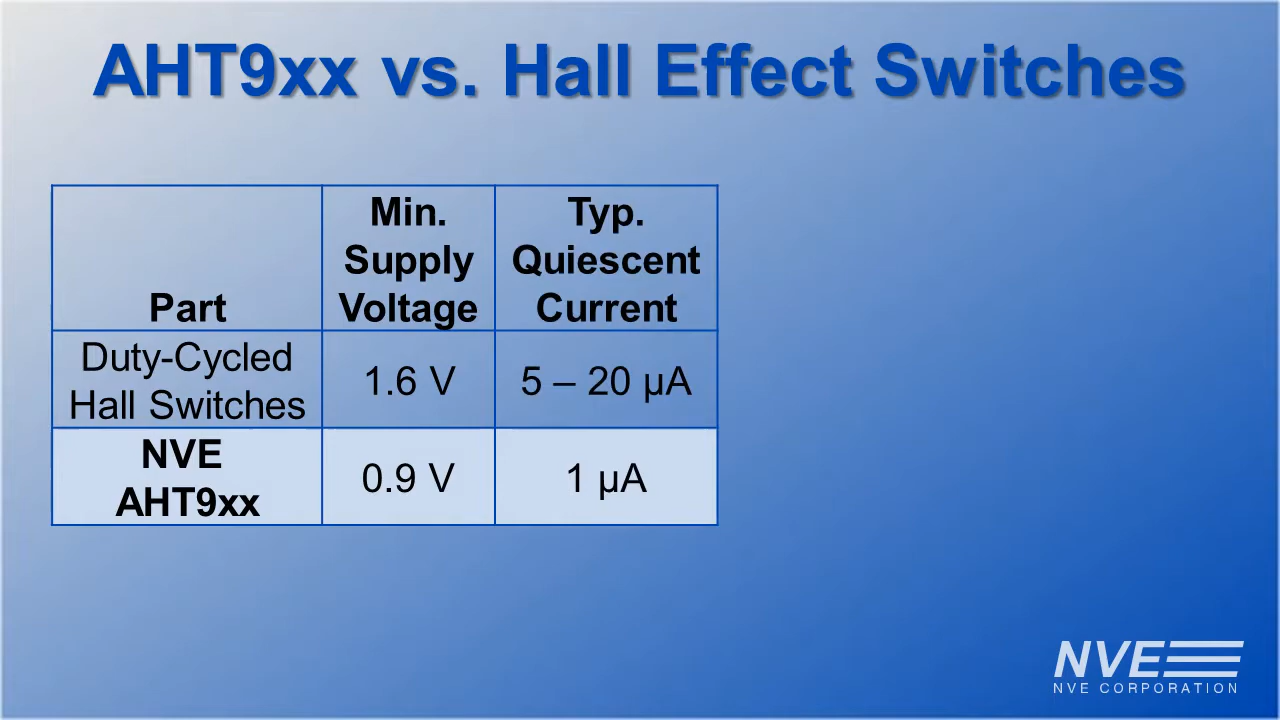 AHT9xx vs. Hall Effect Switches
Part
Min.
Supply
Voltage
Typ.
Quiescent
Current
Duty-Cycled
Hall Switches
1.6 V
5 – 20 µA
NVE
AHT9xx
0.9 V
1 µA
NVE
NVE CORPORATION